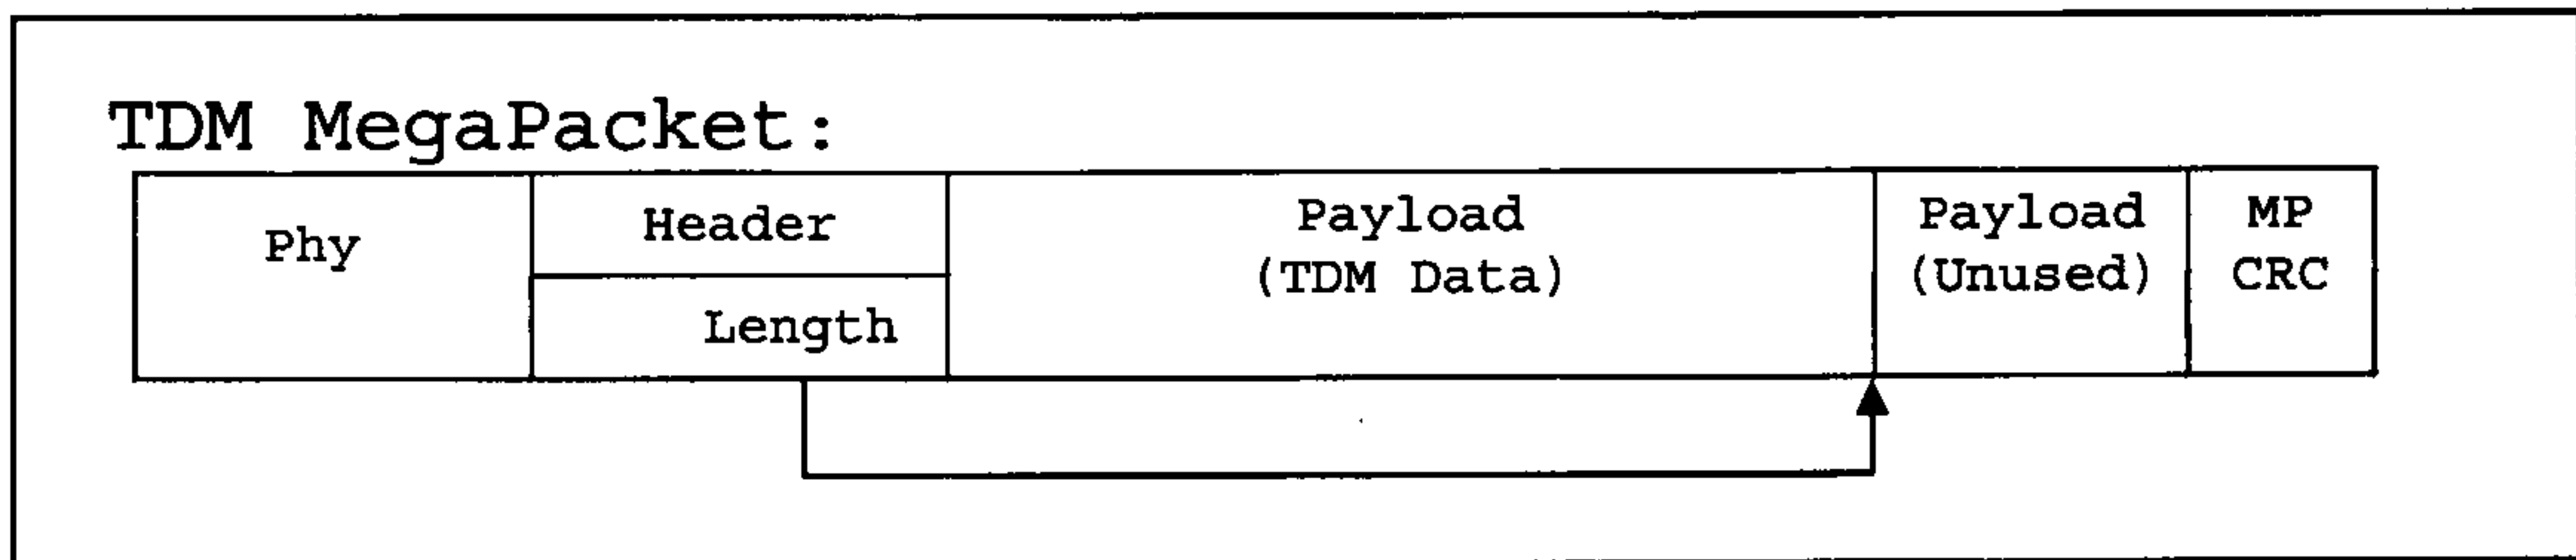 TDM MegaPacket:
Phy
Header
Length
Payload
(TDM Data)
Payload
(Unused)
MP
CRC